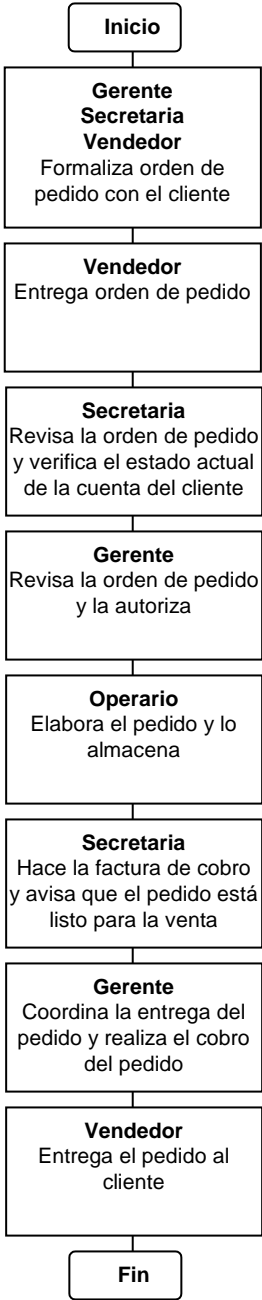 Inicio
Gerente
Secretaria
Vendedor
Formaliza orden de
pedido con el cliente
Vendedor
Entrega orden de pedido
Secretaria
Revisa la orden de pedido
y verifica el estado actual
de la cuenta del cliente
Gerente
Revisa la orden de pedido
y la autoriza
Operario
Elabora el pedido y lo
almacena
Secretaria
Hace la factura de cobro
y avisa que el pedido está
listo para la venta
Gerente
Coordina la entrega del
pedido y realiza el cobro
del pedido
Vendedor
Entrega el pedido al
cliente
Fin